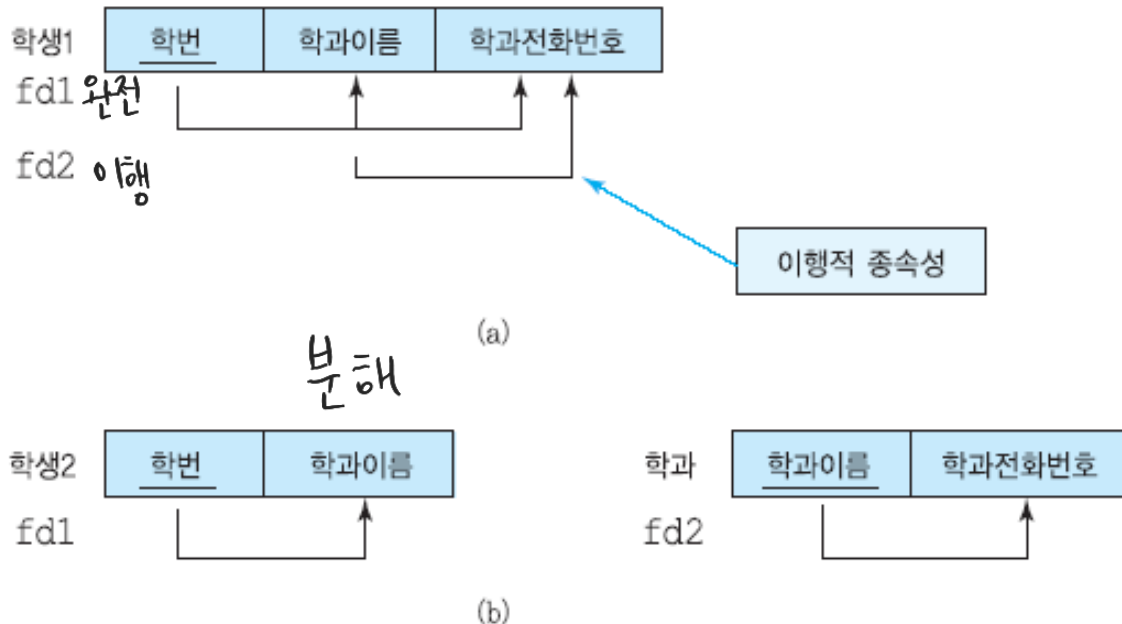 학생1 학번 학과이름 학과전화번호
fd1 완전
fd2 이행
이행적 종속성
(a)
분해
학생2 학번 학과이름 학과 학과이름 학과전화번호
fd1 fd2
(b)